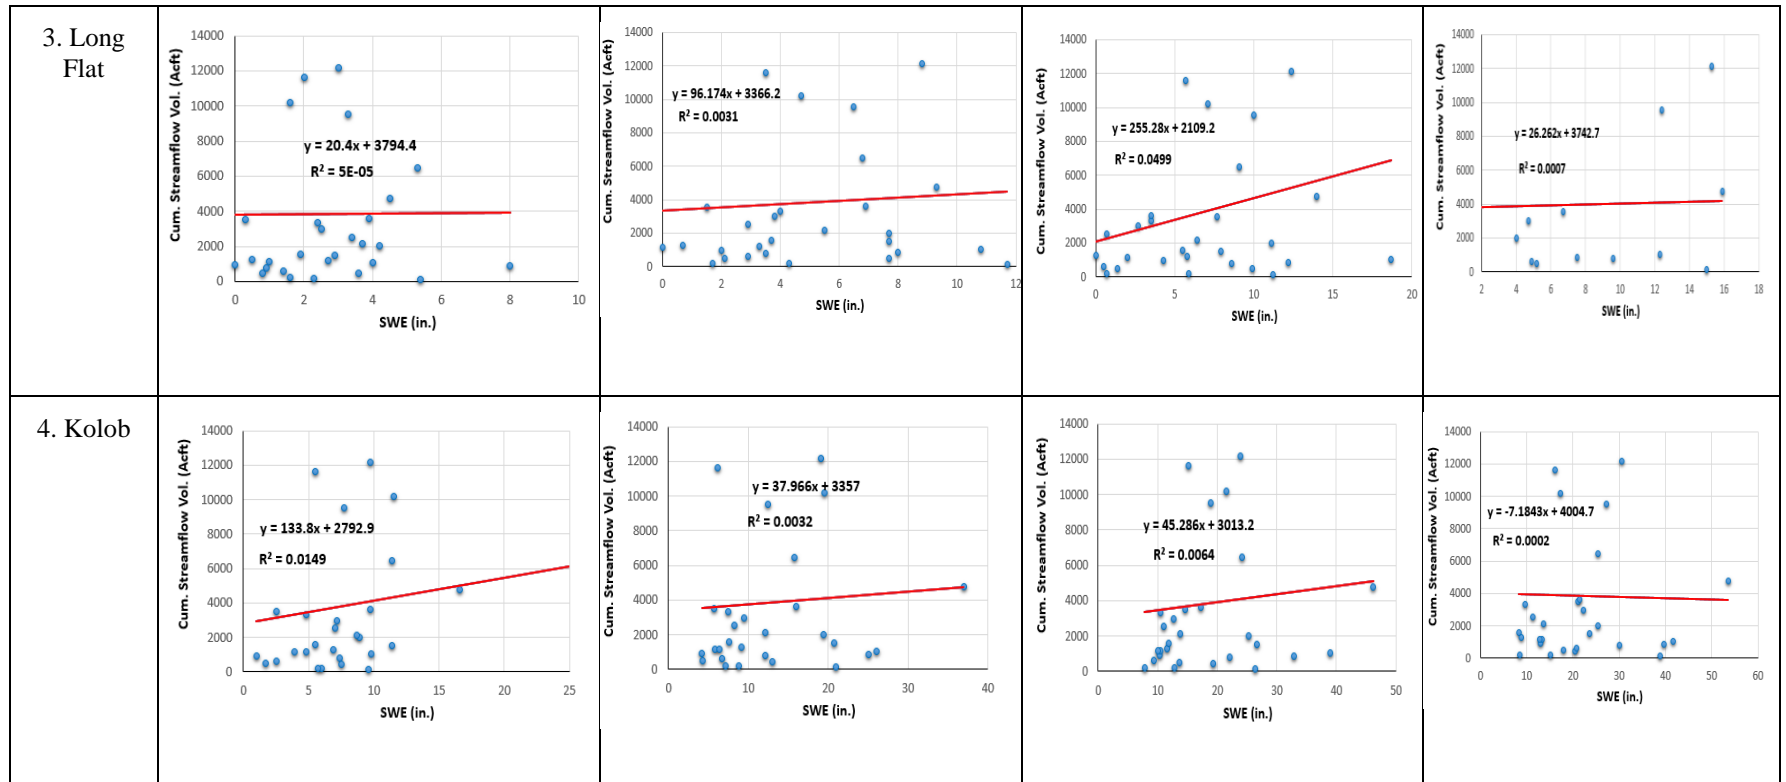 3. Long
Flat
Cum. Streamflow Vol. (Acft)
14000
12000
10000
8000
6000
4000
2000
0
y = 20.4x + 3794.4
R² = 5E-05
0 2 4 6 8 10
SWE (in.)
Cum. Streamflow Vol. (Acft)
14000
12000
10000
8000
6000
4000
2000
0
y = 96.174x + 3366.2
R² = 0.0031
0 2 4 6 8 10 12
SWE (in.)
Cum. Streamflow Vol. (Acft)
14000
12000
10000
8000
6000
4000
2000
0
y = 255.28x + 2109.2
R² = 0.0499
0 5 10 15 20
SWE (in.)
Cum. Streamflow Vol. (Acft)
14000
12000
10000
8000
6000
4000
2000
0
y = 26.262x + 3742.7
R² = 0.0007
2 4 6 8 10 12 14 16 18
SWE (in.)
4. Kolob
Cum. Streamflow Vol. (Acft)
14000
12000
10000
8000
6000
4000
2000
0
y = 133.8x + 2792.9
R² = 0.0149
0 5 10 15 20 25
SWE (in.)
Cum. Streamflow Vol. (Acft)
14000
12000
10000
8000
6000
4000
2000
0
y = 37.966x + 3357
R² = 0.0032
0 10 20 30 40
SWE (in.)
Cum. Streamflow Vol. (Acft)
14000
12000
10000
8000
6000
4000
2000
0
y = 45.286x + 3013.2
R² = 0.0064
0 10 20 30 40 50
SWE (in.)
Cum. Streamflow Vol. (Acft)
14000
12000
10000
8000
6000
4000
2000
0
y = -7.1843x + 4004.7
R² = 0.0002
0 10 20 30 40 50 60
SWE (in.)